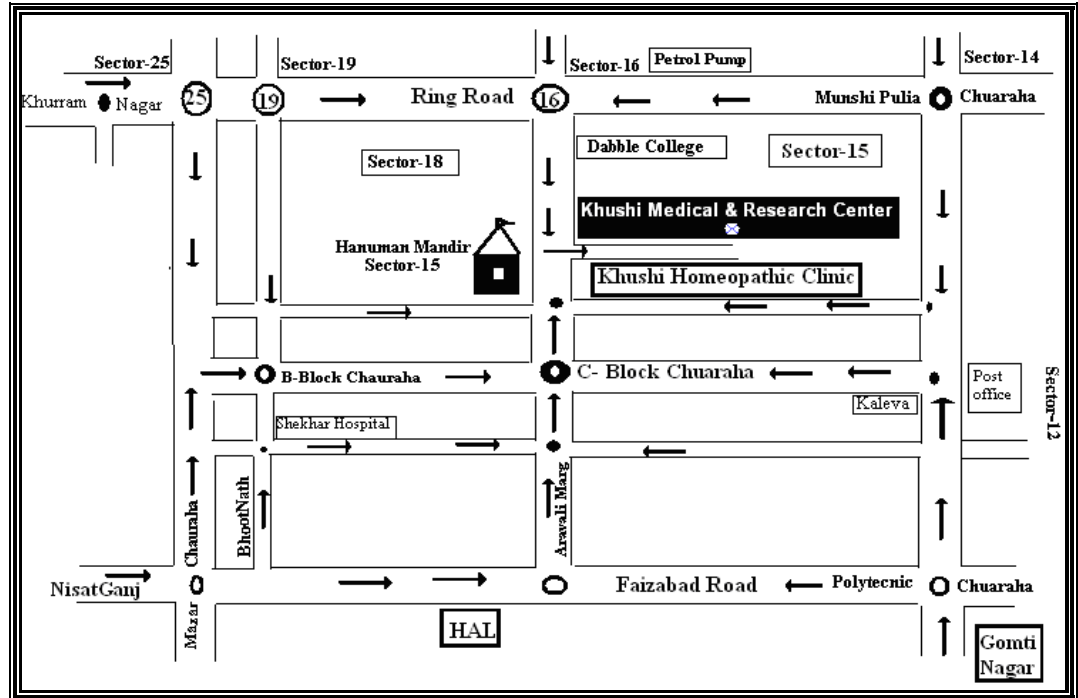 Sector-25
Sector-19
Sector-16
Petrol Pump
Sector-14
Khurram Nagar
25
19
Ring Road
16
Munshi Pulia
Chuaraha
Sector-18
Dabble College
Sector-15
Khushi Medical & Research Center
Hanuman Mandir
Sector-15
Khushi Homeopathic Clinic
B-Block Chauraha
C- Block Chuaraha
Post
office
Sector-12
Kaleva
Shekhar Hospital
Mazar Chauraha
BhootNath
Aravali Marg
NisatGanj
Faizabad Road
Polytecnic
Chuaraha
HAL
Gomti
Nagar